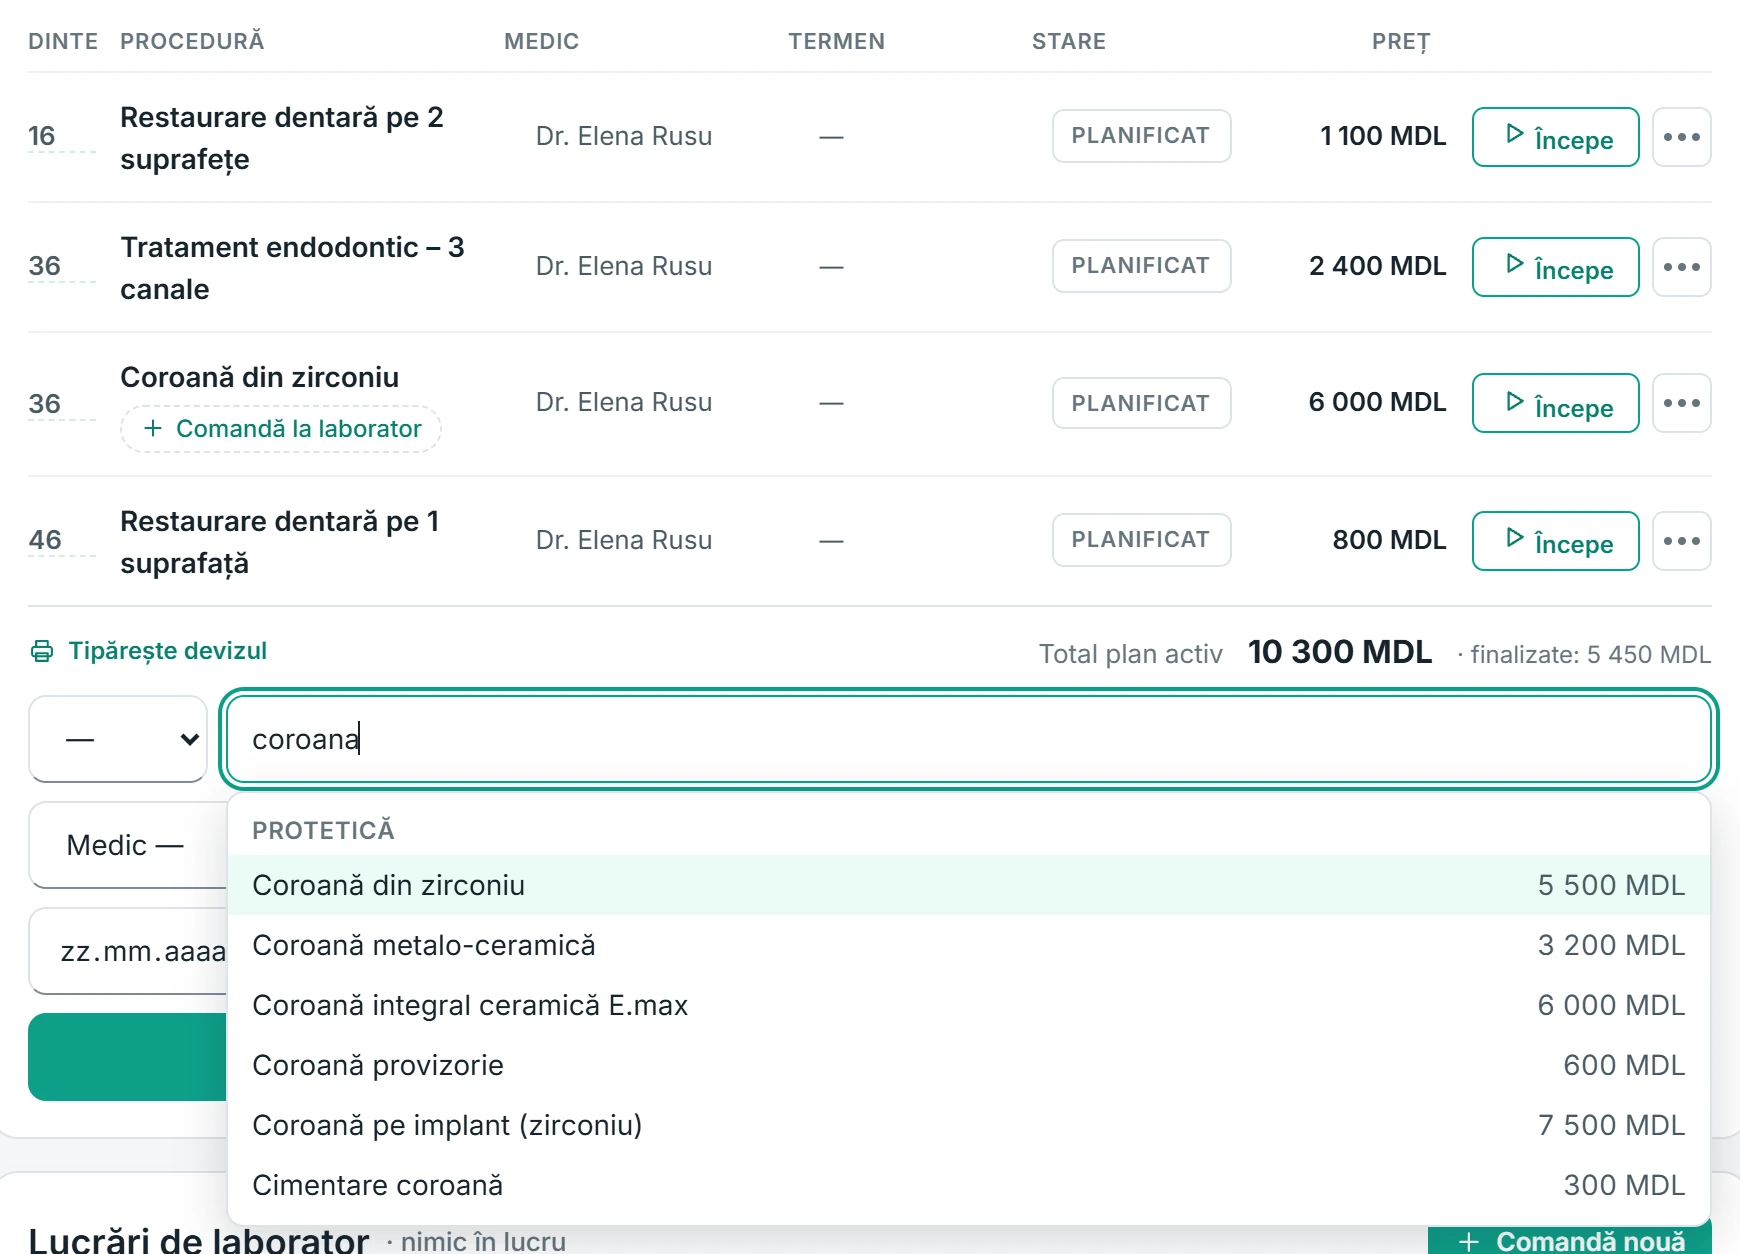 DINTE PROCEDURĂ MEDIC TERMEN STARE PREȚ
Restaurare dentară pe 2
16 Dr. Elena Rusu — PLANIFICAT 1 100 MDL Începe
suprafețe
Tratament endodontic – 3
36 Dr. Elena Rusu — PLANIFICAT 2 400 MDL Începe
canale
Coroană din zirconiu
36 Dr. Elena Rusu — PLANIFICAT 6 000 MDL Începe
+ Comandă la laborator
Restaurare dentară pe 1
46 Dr. Elena Rusu — PLANIFICAT 800 MDL Începe
suprafață
Tipărește devizul Total plan activ 10 300 MDL · finalizate: 5 450 MDL
— coroana
PROTETICĂ
Medic —
Coroană din zirconiu 5 500 MDL
Coroană metalo-ceramică 3 200 MDL
zz.mm.aaaa
Coroană integral ceramică E.max 6 000 MDL
Coroană provizorie 600 MDL
Coroană pe implant (zirconiu) 7 500 MDL
Cimentare coroană 300 MDL
Lucrări de laborator · nimic în lucru + Comandă nouă